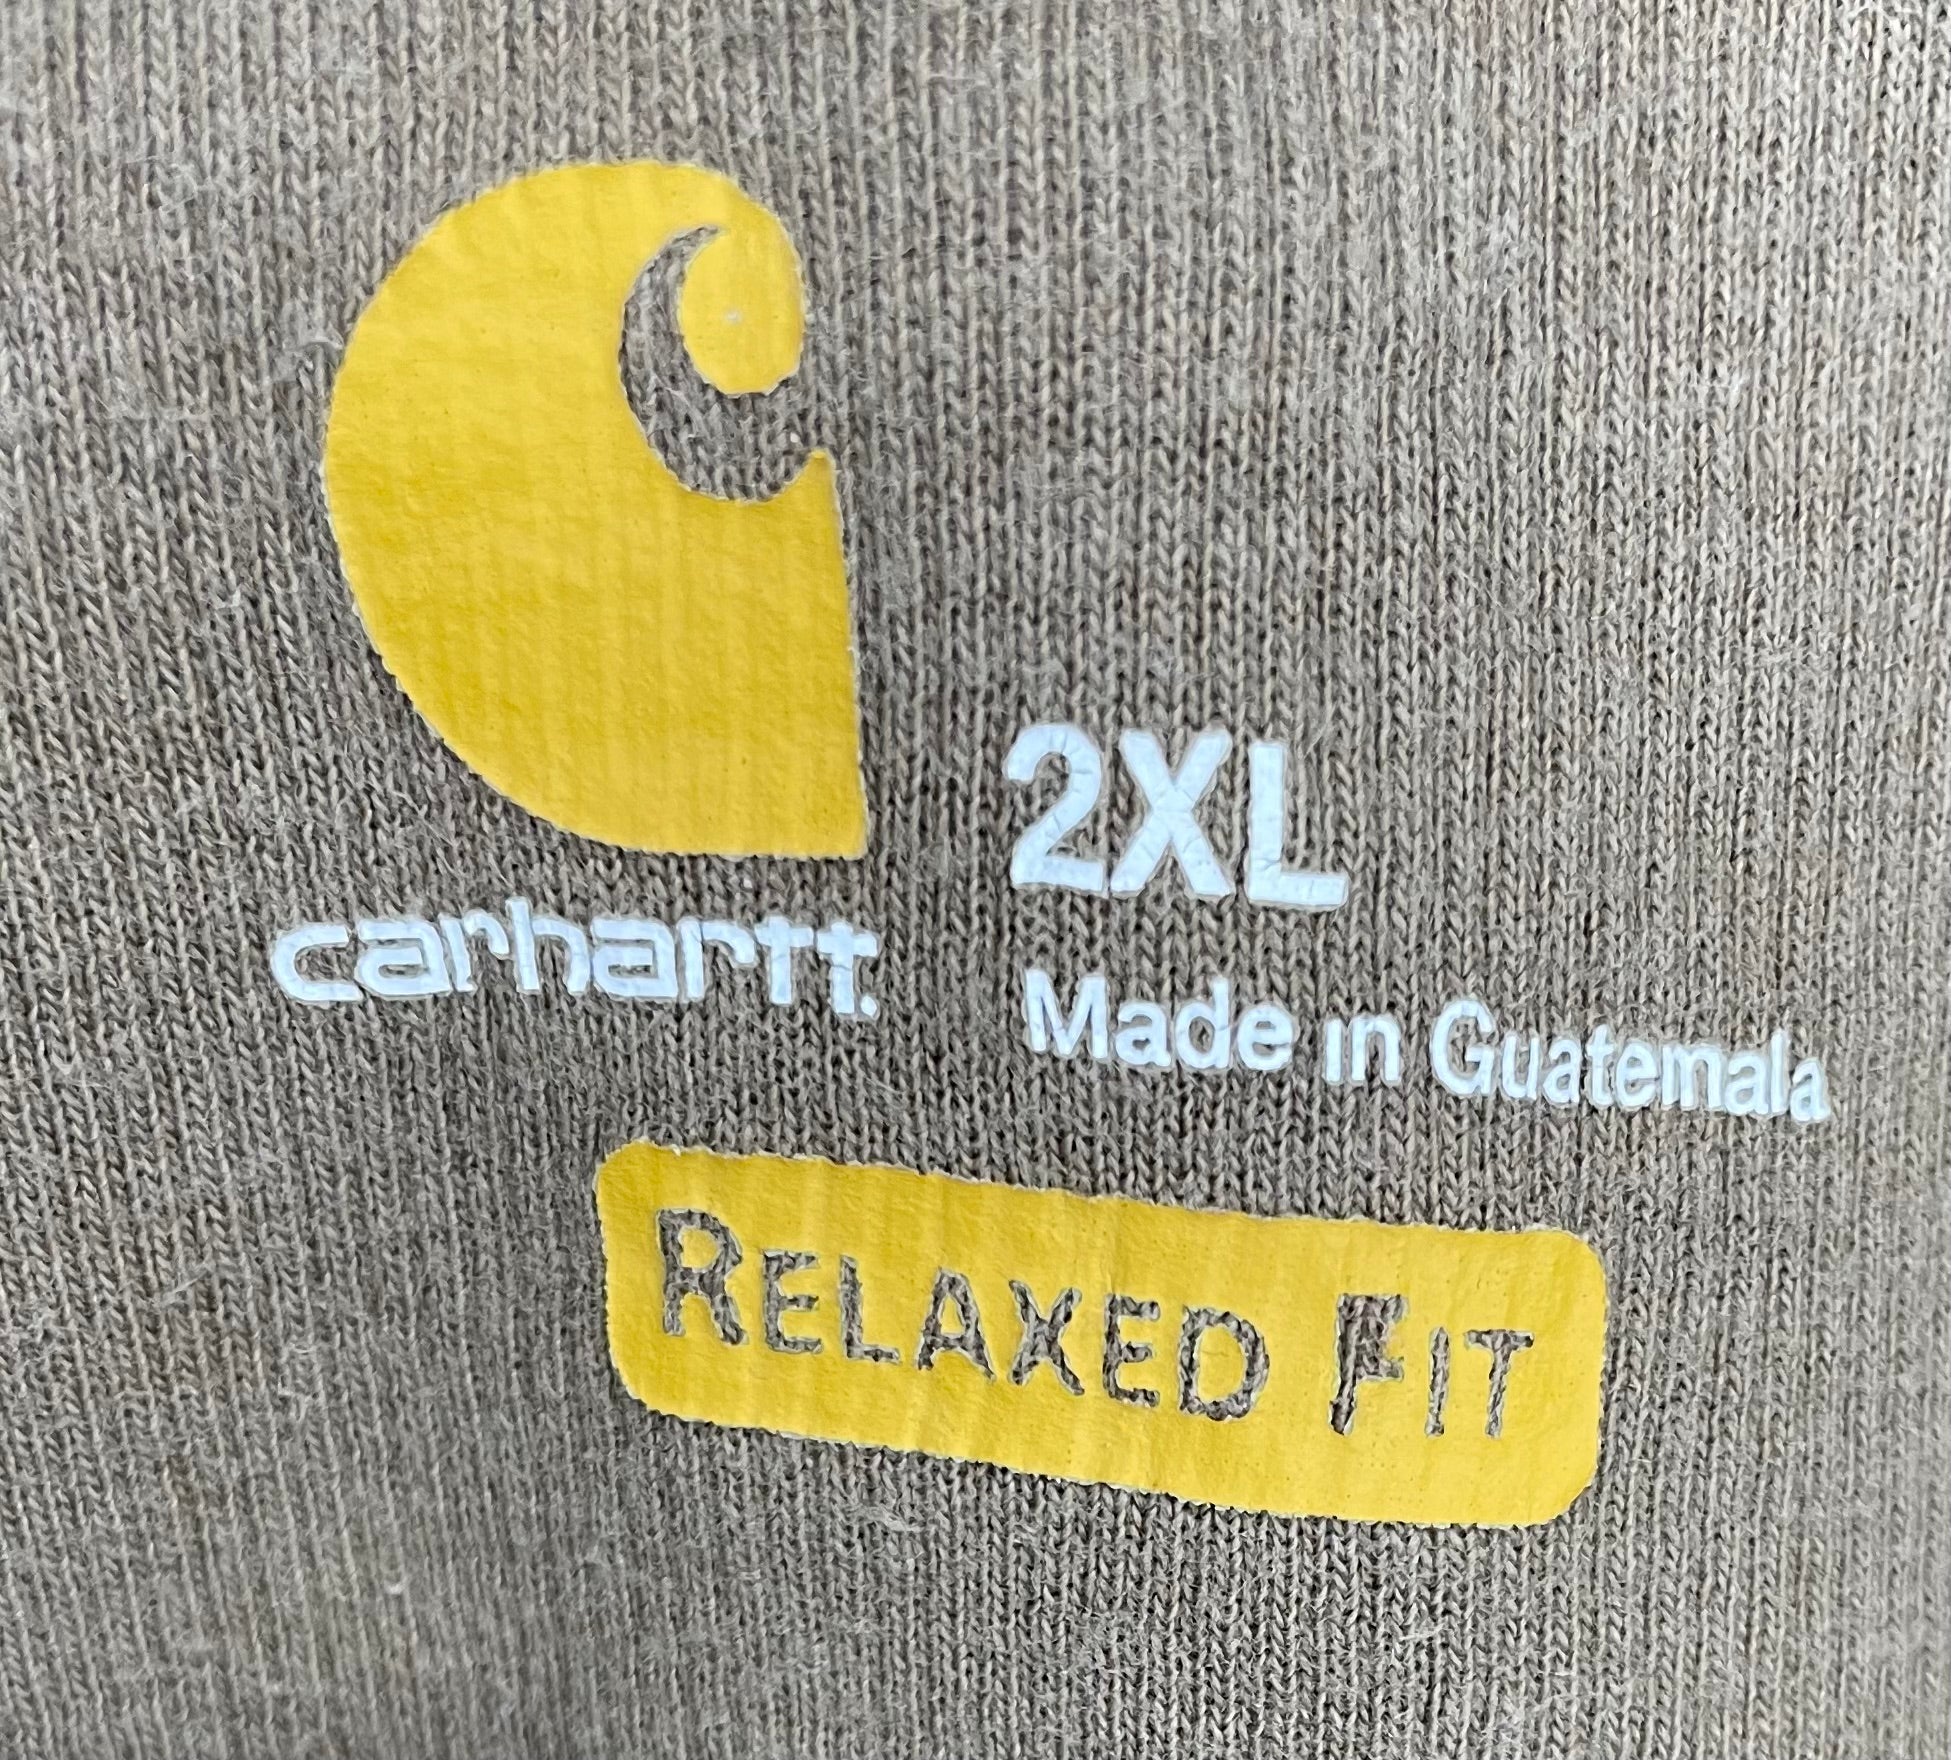 2XL
carhartt.
Made in Guatemala
RELAXED FIT